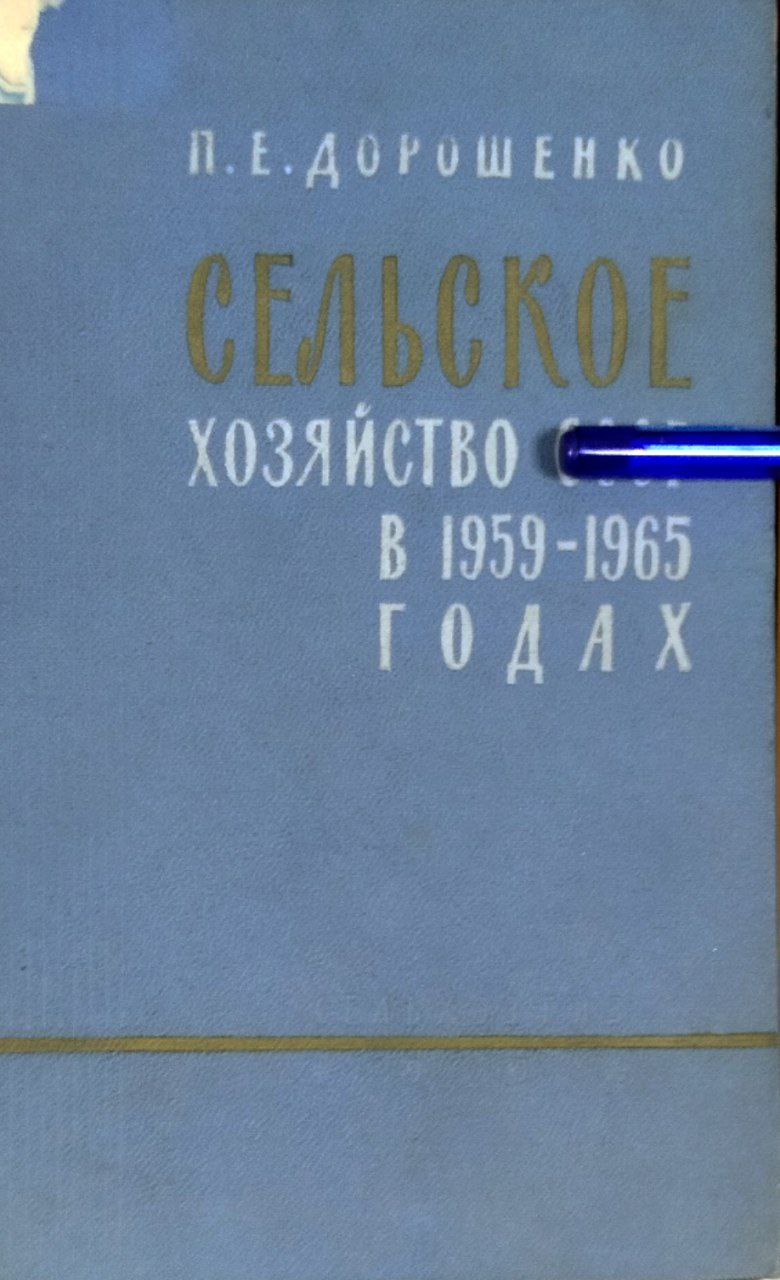 П.Е. ДОРОШЕНКО
СЕЛЬСКОЕ
ХОЗЯЙСТВО
В 1959-1965
ГОДАХ